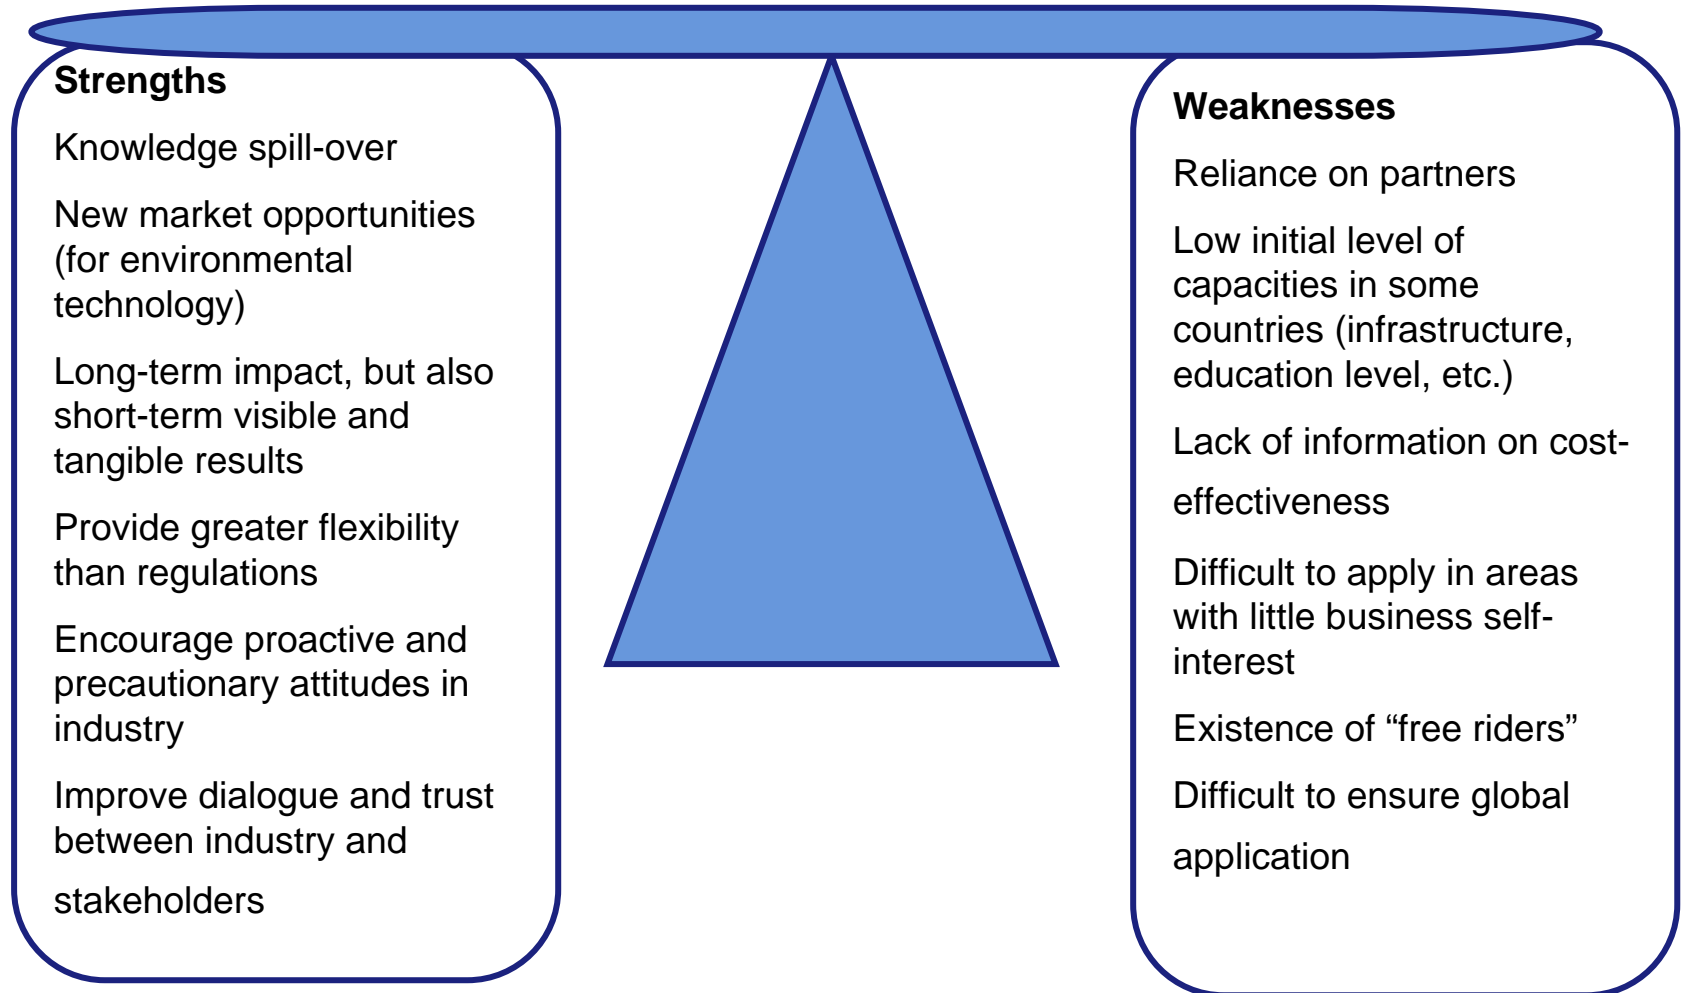 Strengths
Knowledge spill-over
New market opportunities
(for environmental
technology)
Long-term impact, but also
short-term visible and
tangible results
Provide greater flexibility
than regulations
Encourage proactive and
precautionary attitudes in
industry
Improve dialogue and trust
between industry and
stakeholders
Weaknesses
Reliance on partners
Low initial level of
capacities in some
countries (infrastructure,
education level, etc.)
Lack of information on cost-
effectiveness
Difficult to apply in areas
with little business self-
interest
Existence of “free riders”
Difficult to ensure global
application